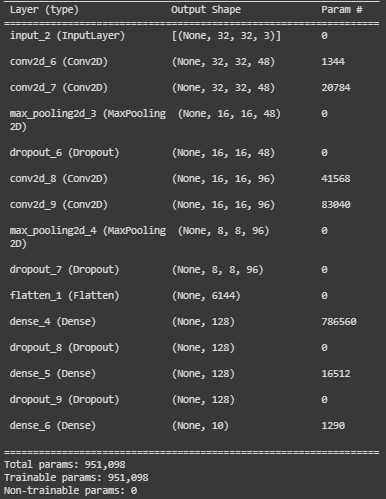 Layer (type) Output Shape Param #
=================================================================
input_2 (InputLayer) [(None, 32, 32, 3)] 0
conv2d_6 (Conv2D) (None, 32, 32, 48) 1344
conv2d_7 (Conv2D) (None, 32, 32, 48) 20784
max_pooling2d_3 (MaxPooling (None, 16, 16, 48) 0
2D)
dropout_6 (Dropout) (None, 16, 16, 48) 0
conv2d_8 (Conv2D) (None, 16, 16, 96) 41568
conv2d_9 (Conv2D) (None, 16, 16, 96) 83040
max_pooling2d_4 (MaxPooling (None, 8, 8, 96) 0
2D)
dropout_7 (Dropout) (None, 8, 8, 96) 0
flatten_1 (Flatten) (None, 6144) 0
dense_4 (Dense) (None, 128) 786560
dropout_8 (Dropout) (None, 128) 0
dense_5 (Dense) (None, 128) 16512
dropout_9 (Dropout) (None, 128) 0
dense_6 (Dense) (None, 10) 1290
=================================================================
Total params: 951,098
Trainable params: 951,098
Non-trainable params: 0